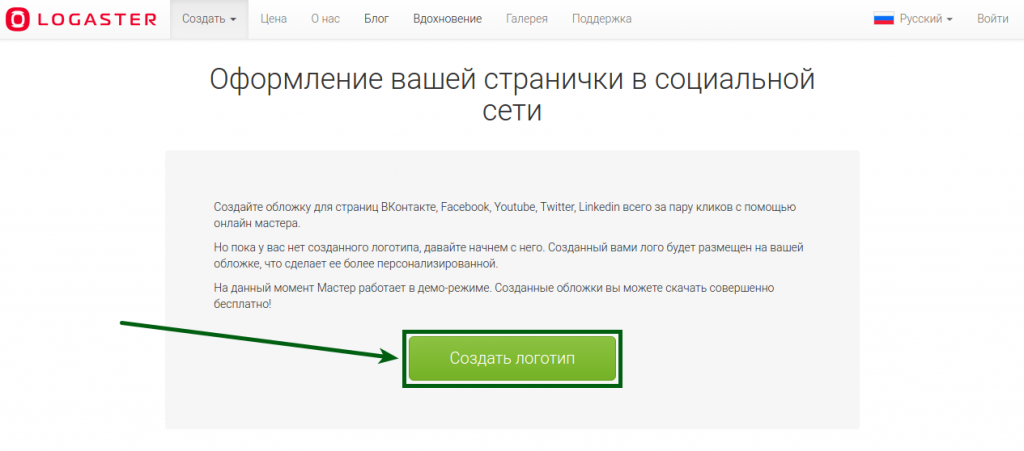 LOGASTER Создать Цена О нас Блог Вдохновение Галерея Поддержка Русский Войти
Оформление вашей странички в социальной
сети
Создайте обложку для страниц ВКонтакте, Facebook, Youtube, Twitter, Linkedin всего за пару кликов с помощью
онлайн мастера.
Но пока у вас нет созданного логотипа, давайте начнем с него. Созданный вами лого будет размещен на вашей
обложке, что сделает ее более персонализированной.
На данный момент Мастер работает в демо-режиме. Созданные обложки вы можете скачать совершенно
бесплатно!
Создать логотип